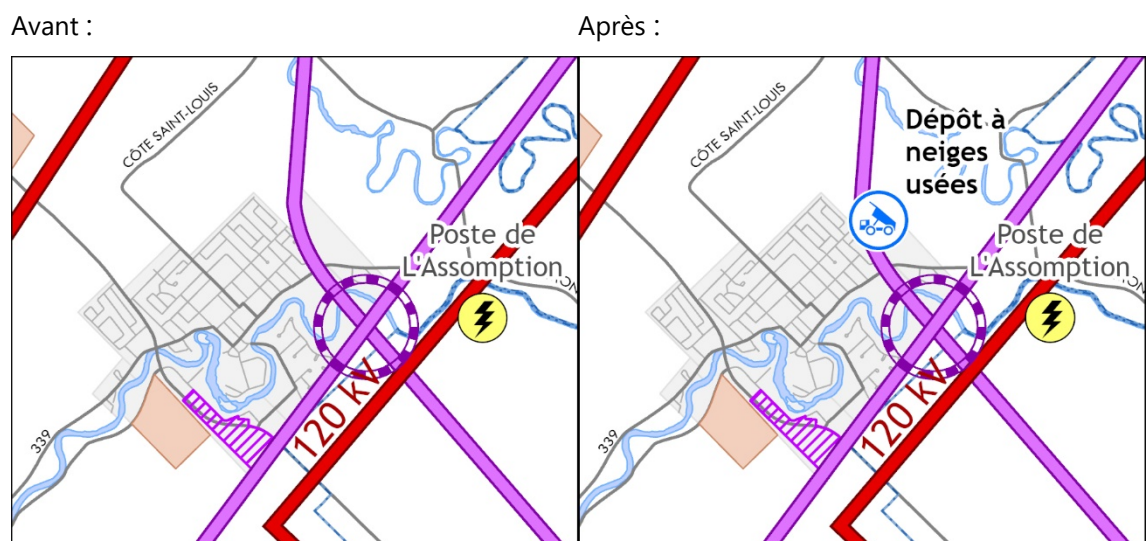 Avant :
Après :
CÔTE SAINT-LOUIS
Poste de
L'Assomption
120 kV
339
CÔTE SAINT-LOUIS
Dépôt à
neiges
usées
Poste de
L'Assomption
120 kV
339